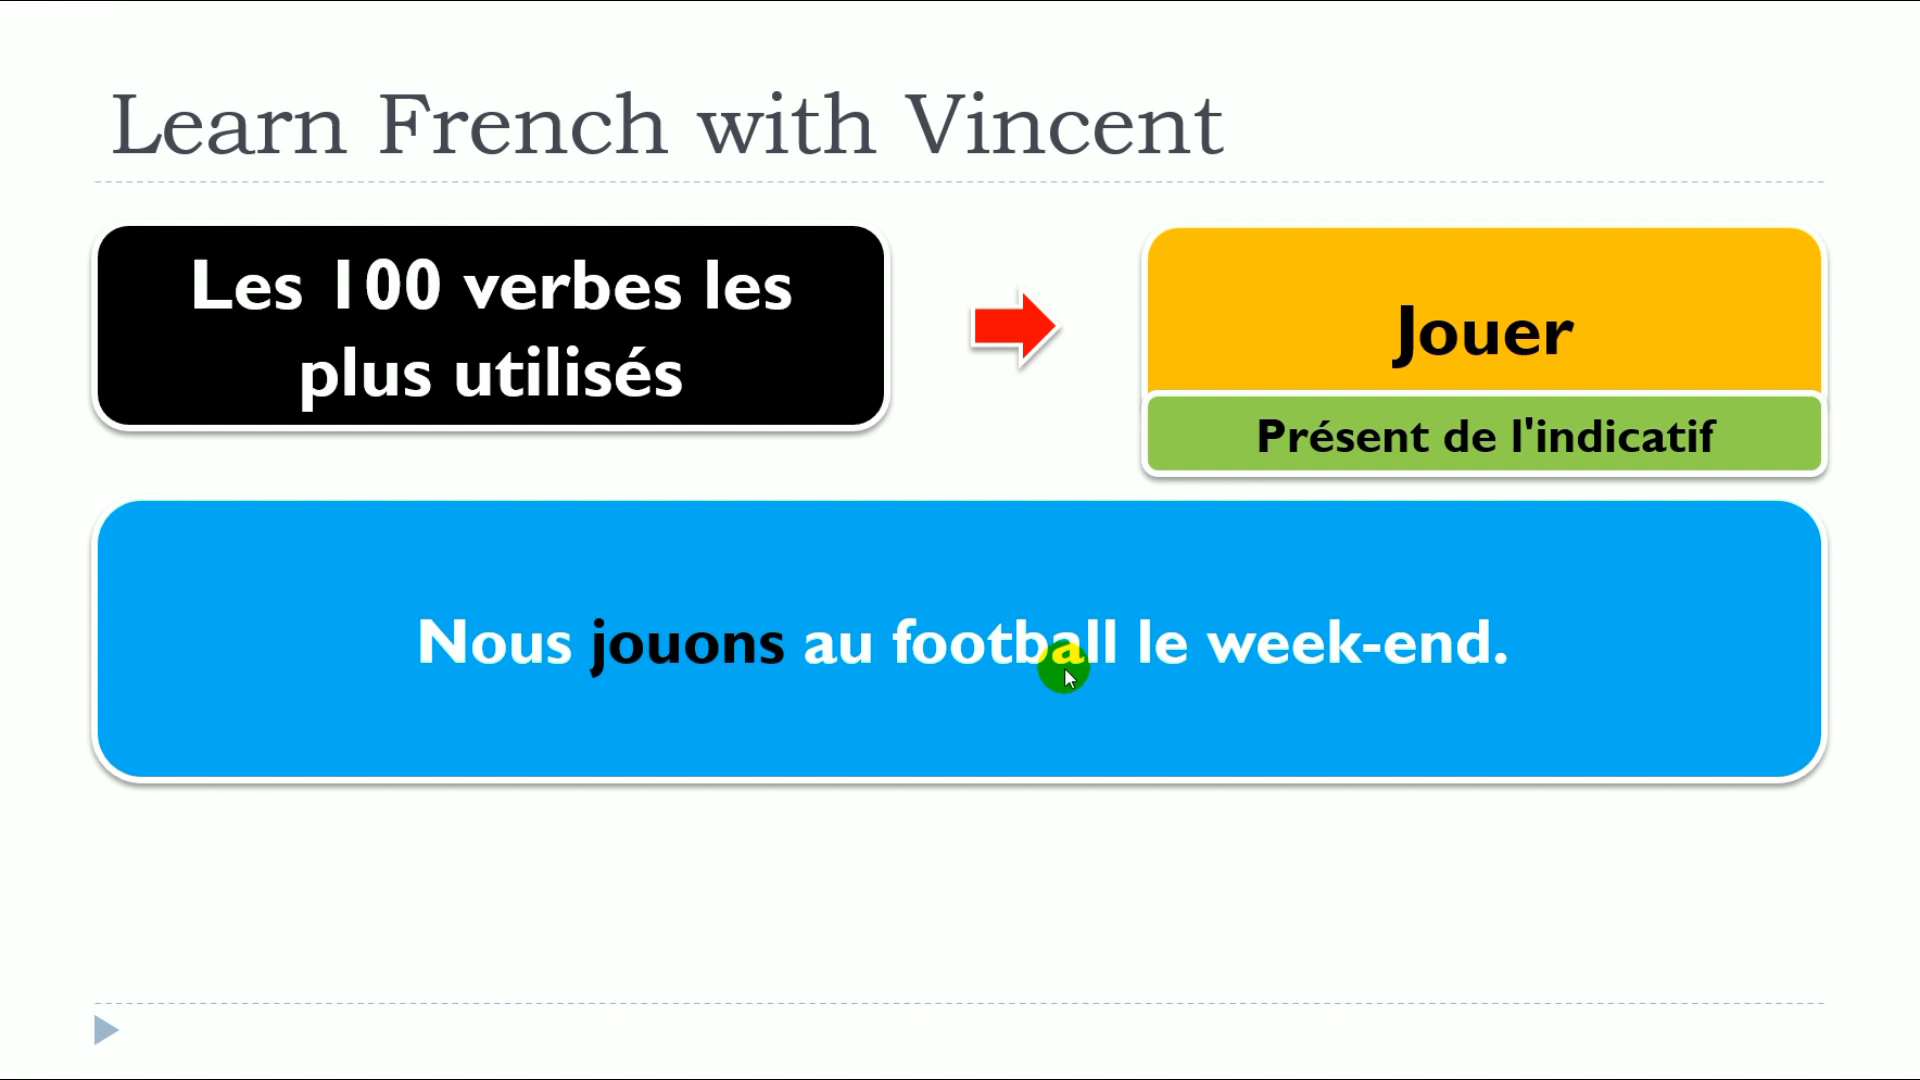 Learn French with Vincent
Les 100 verbes les
plus utilisés
Jouer
Présent de l'indicatif
Nous jouons au football le week-end.